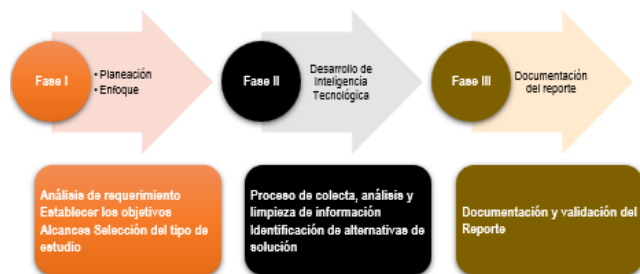 Fase I
• Planeación
• Enfoque
Fase II
Desarrollo de
Inteligencia
Tecnológica
Fase III
Documentación
del reporte
Análisis de requerimiento
Establecer los objetivos
Alcances Selección del tipo de
estudio
Proceso de colecta, análisis y
limpieza de información
Identificación de alternativas de
solución
Documentación y validación del
Reporte